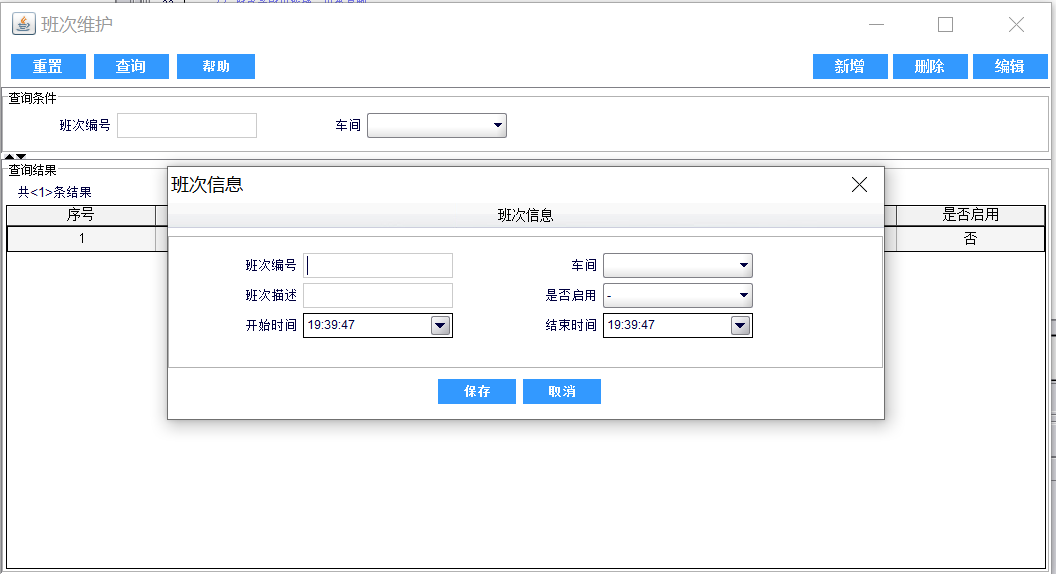 班次维护
重置 查询 帮助 新增 删除 编辑
查询条件
班次编号 车间
查询结果
共<1>条结果
序号 是否启用
1 否
班次信息
班次信息
班次编号 车间
班次描述 是否启用 -
开始时间 19:39:47 结束时间 19:39:47
保存 取消